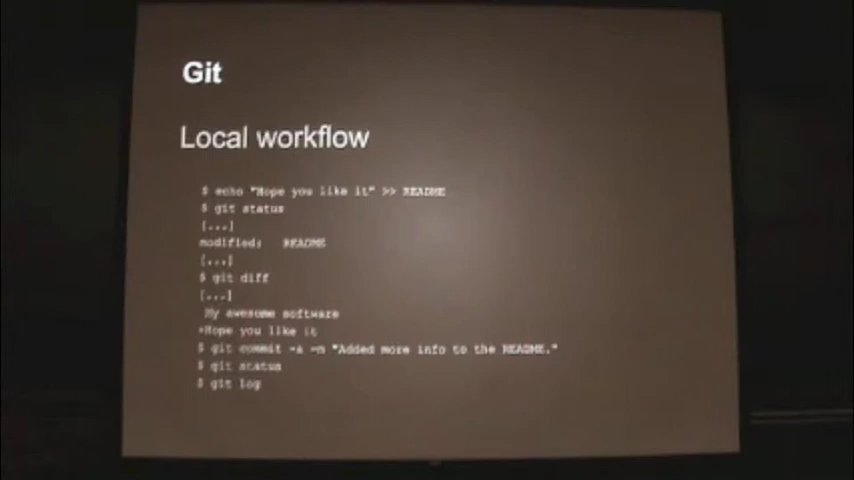 Git
Local workflow
$ echo "Hope you like it" >> README
$ git status
[...]
modified:   README
[...]
$ git diff
[...]
 My awesome software
+Hope you like it
$ git commit -a -m "Added more info to the README."
$ git status
$ git log